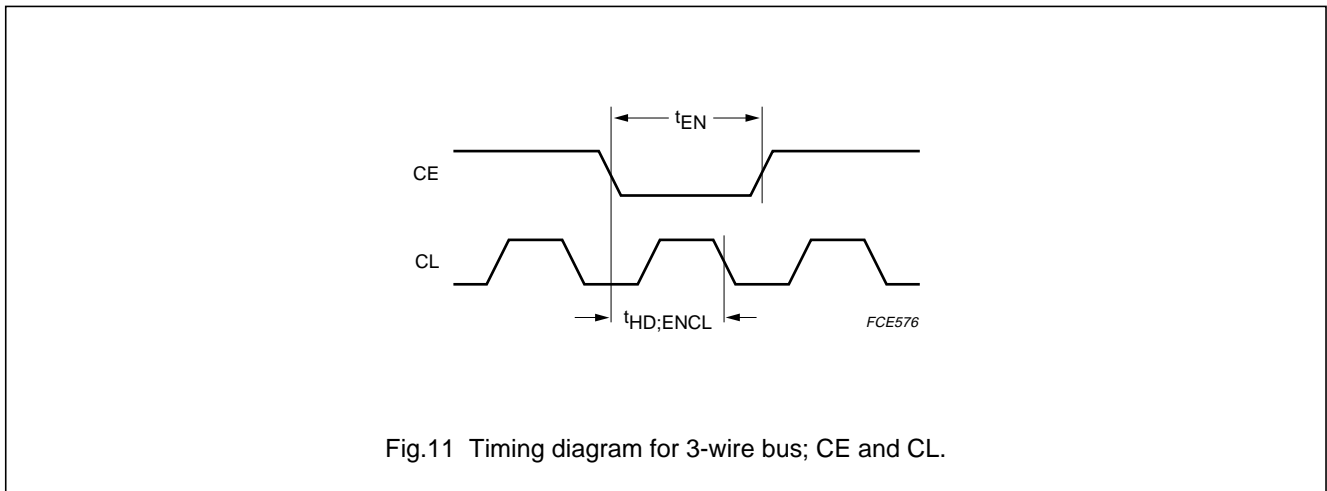 tEN
CE
CL
tHD;ENCL
FCE576
Fig.11 Timing diagram for 3-wire bus; CE and CL.